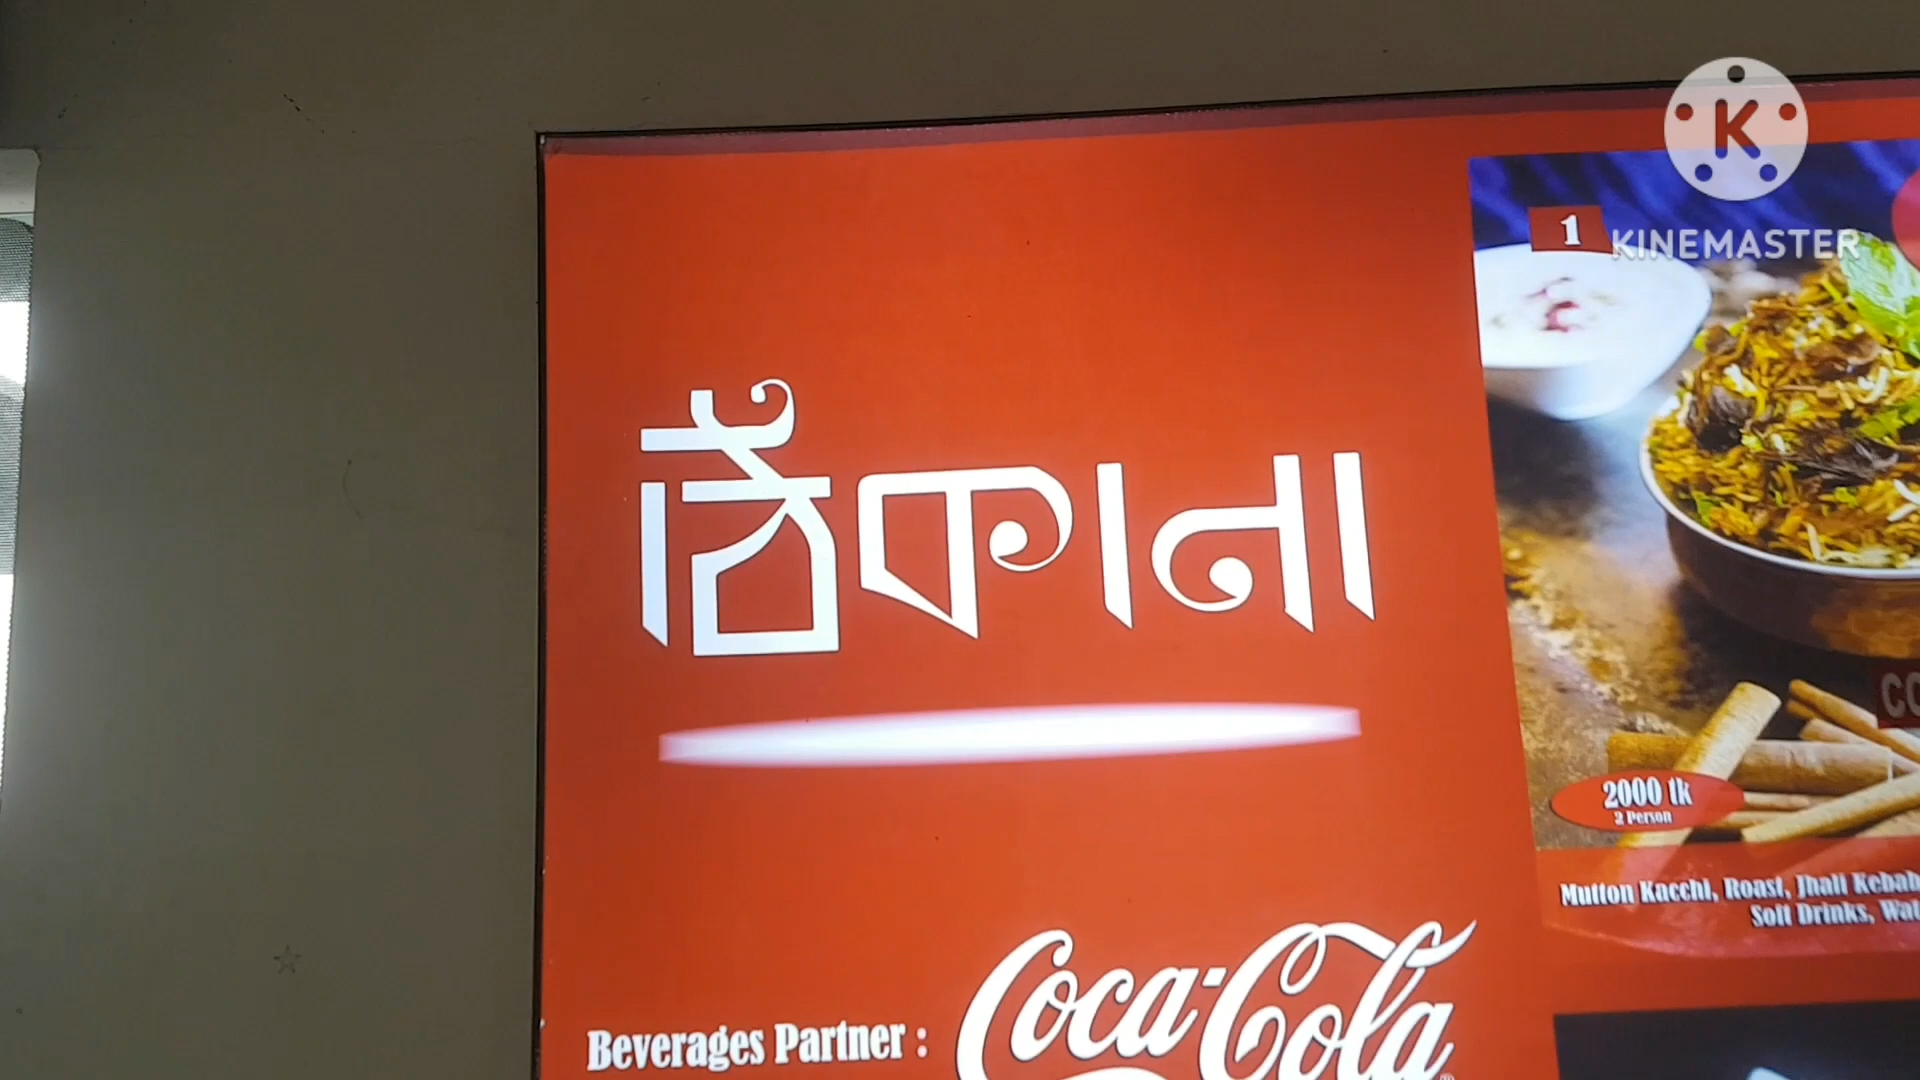 K
KINEMASTER
1
ঠিকানা
2000 tk
2 Person
Mutton Kacchi, Roast, Jhali Kebab
Soft Drinks,
Beverages Partner :
Coca-Cola